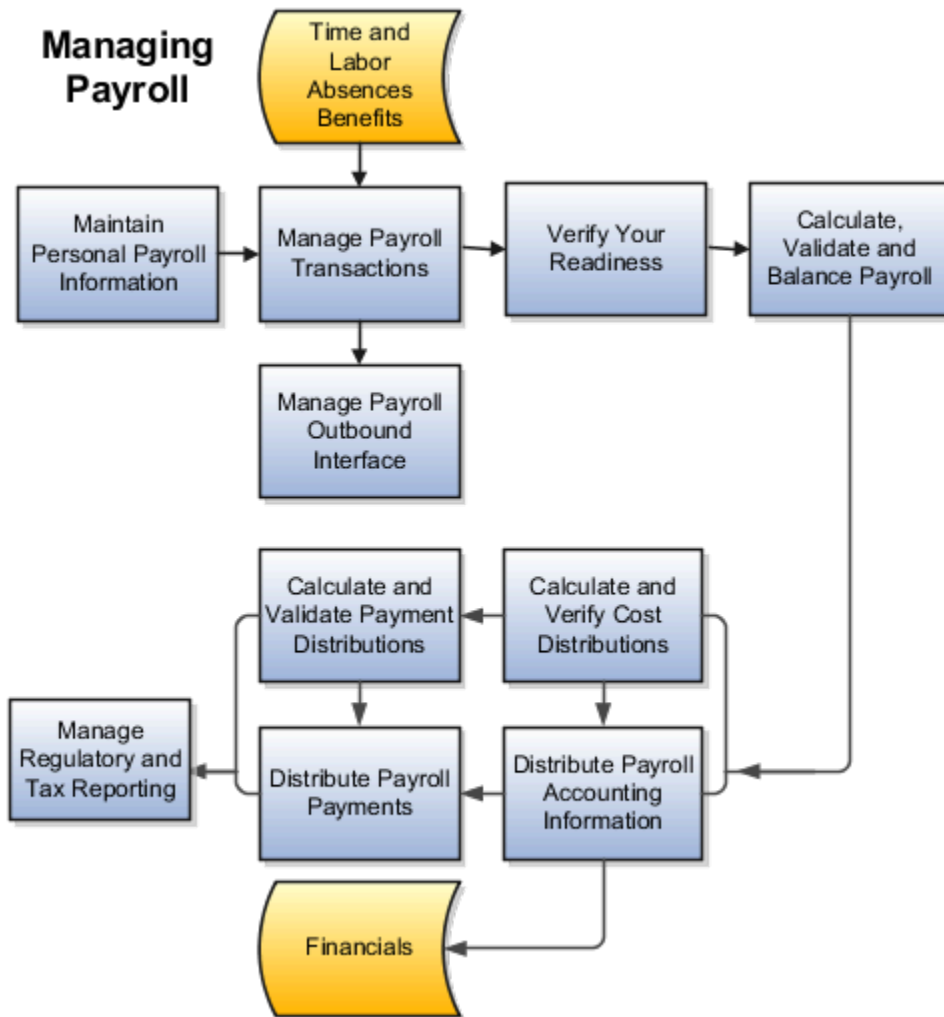 Managing
Payroll
Time and
Labor
Absences
Benefits
Maintain
Personal Payroll
Information
Manage Payroll
Transactions
Verify Your
Readiness
Calculate,
Validate and
Balance Payroll
Manage Payroll
Outbound
Interface
Calculate and
Validate Payment
Distributions
Calculate and
Verify Cost
Distributions
Manage
Regulatory and
Tax Reporting
Distribute Payroll
Payments
Distribute Payroll
Accounting
Information
Financials